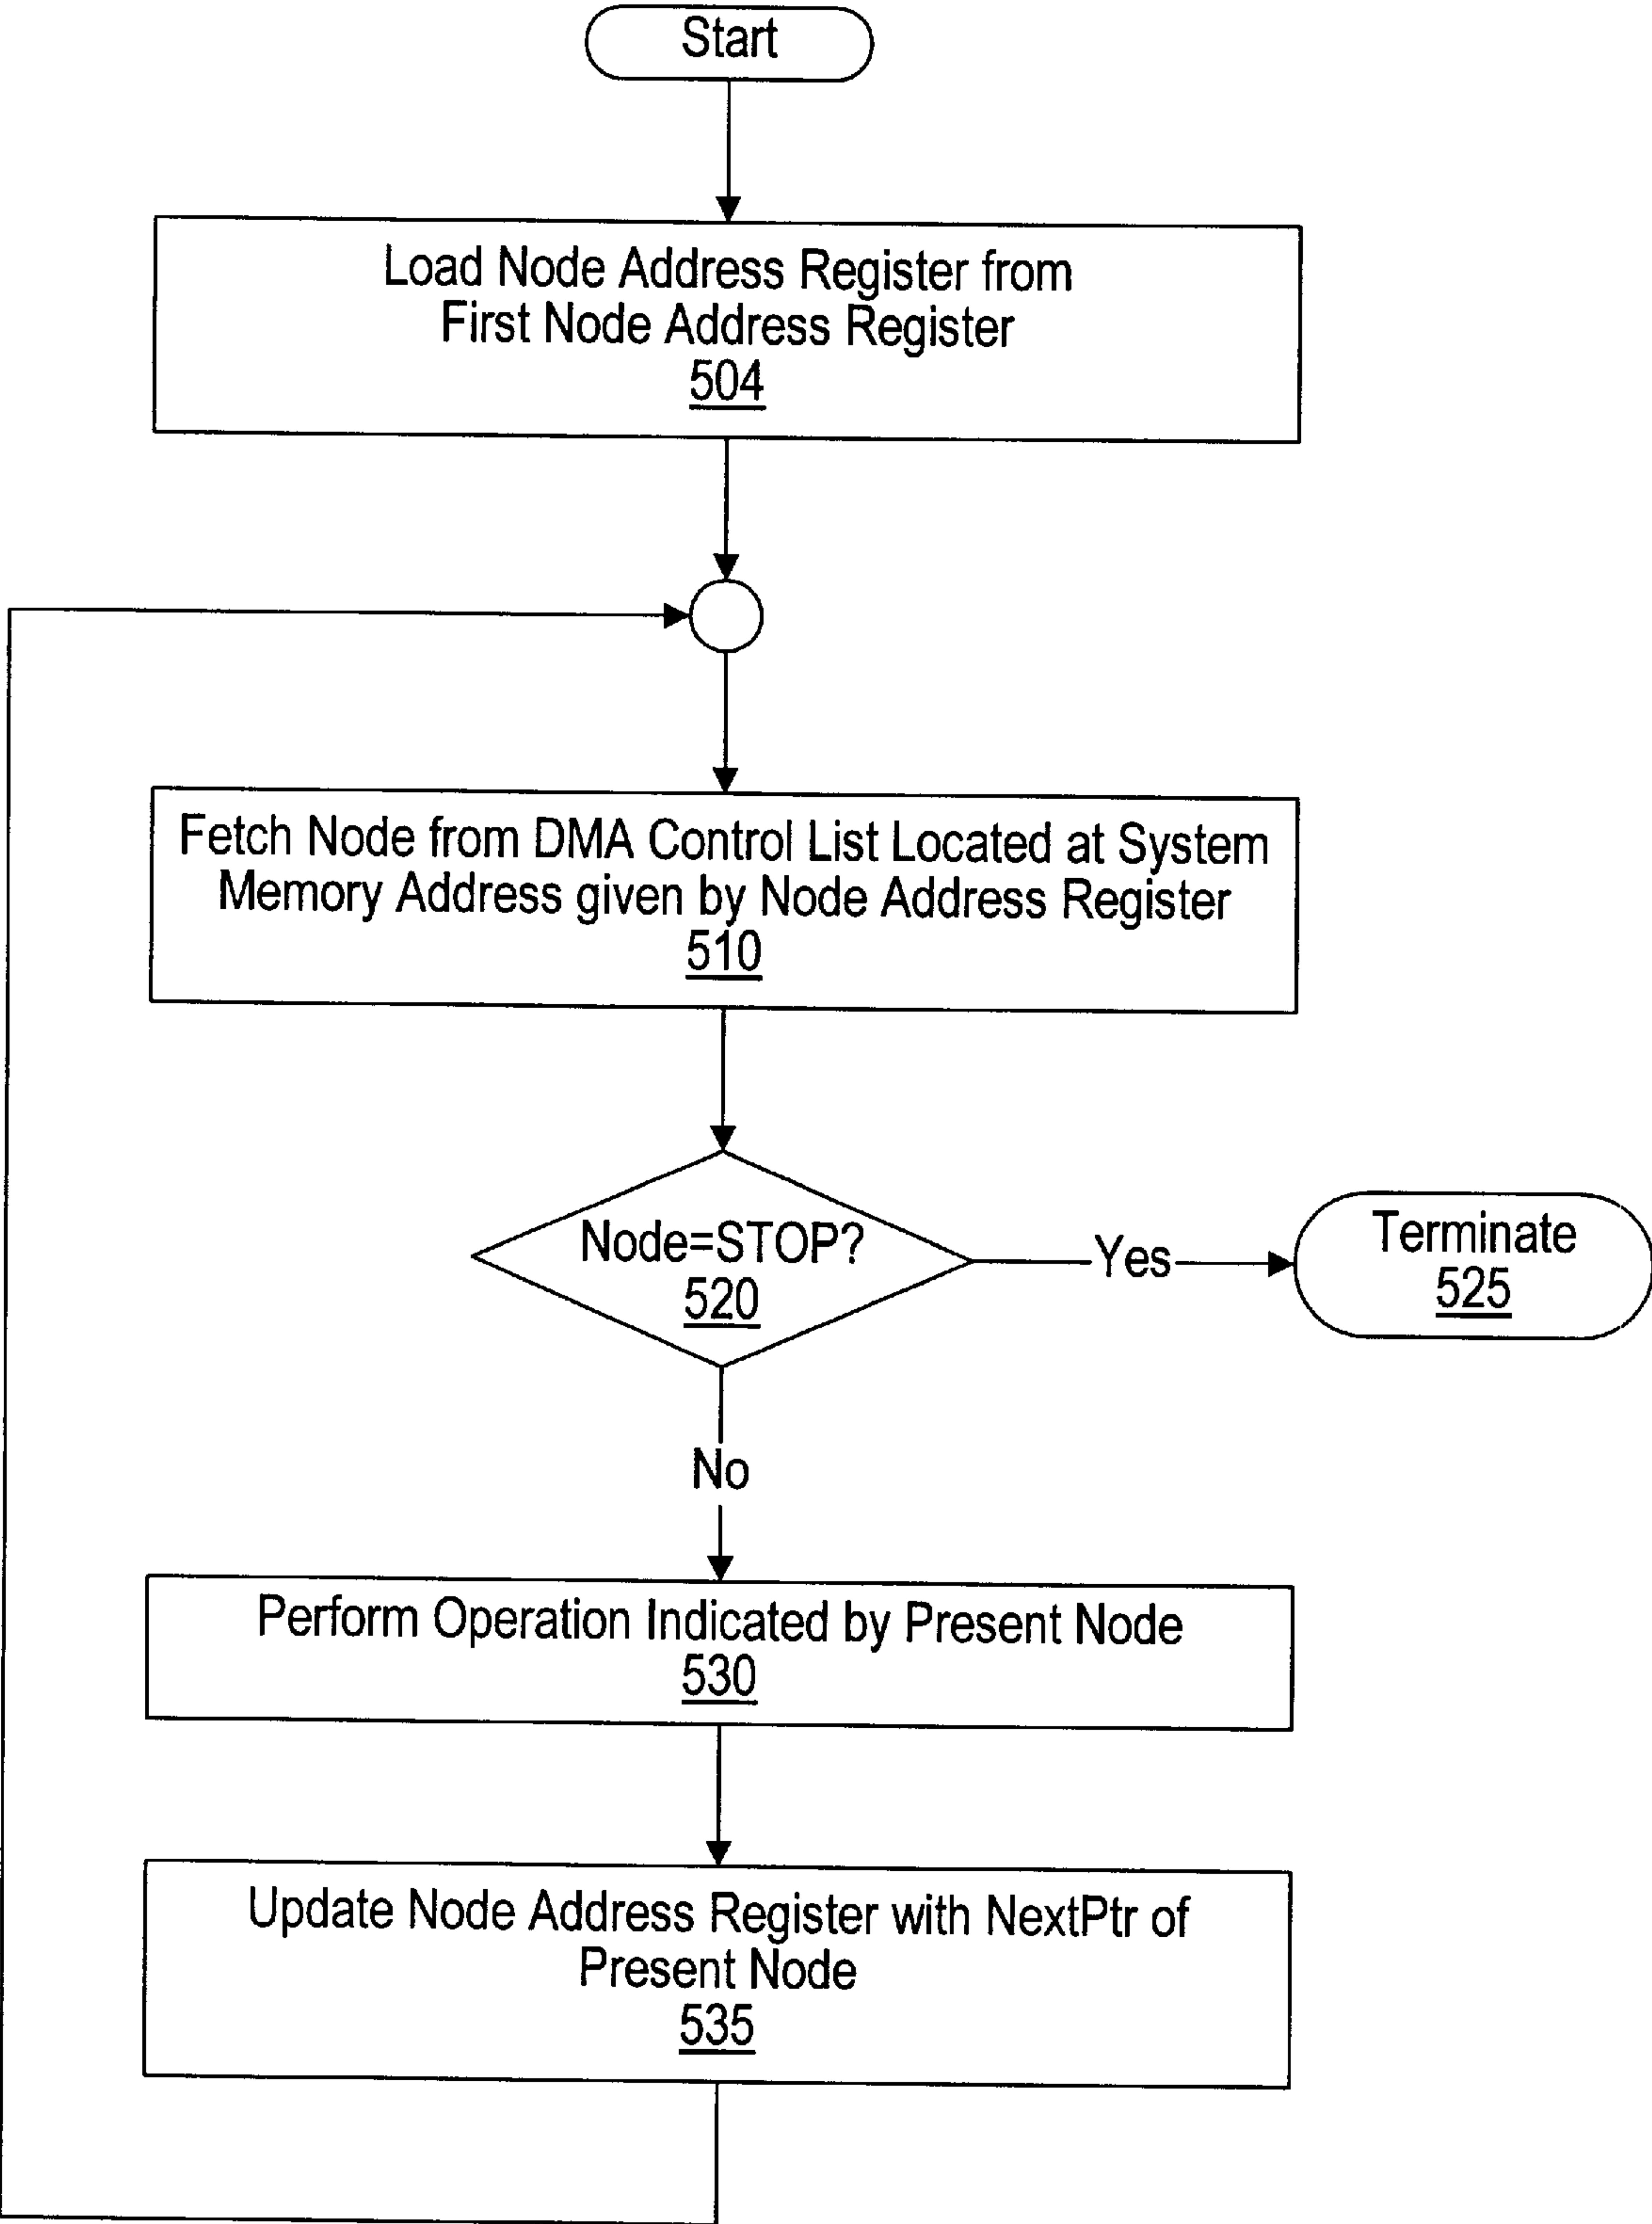 Start
Load Node Address Register from
First Node Address Register
504
Fetch Node from DMA Control List Located at System
Memory Address given by Node Address Register
510
Node=STOP?
520
Yes
Terminate
525
No
Perform Operation Indicated by Present Node
530
Update Node Address Register with NextPtr of
Present Node
535